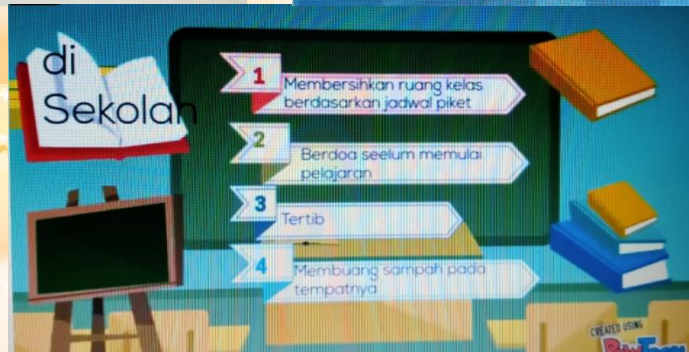 di
Sekolah
1
Membersihkan ruang kelas
berdasarkan jadwal piket
2
Berdoa seelum memulai
pelajaran
3
Tertib
4
Membuang sampah pada
tempatnya
CREATED USING
PowToon